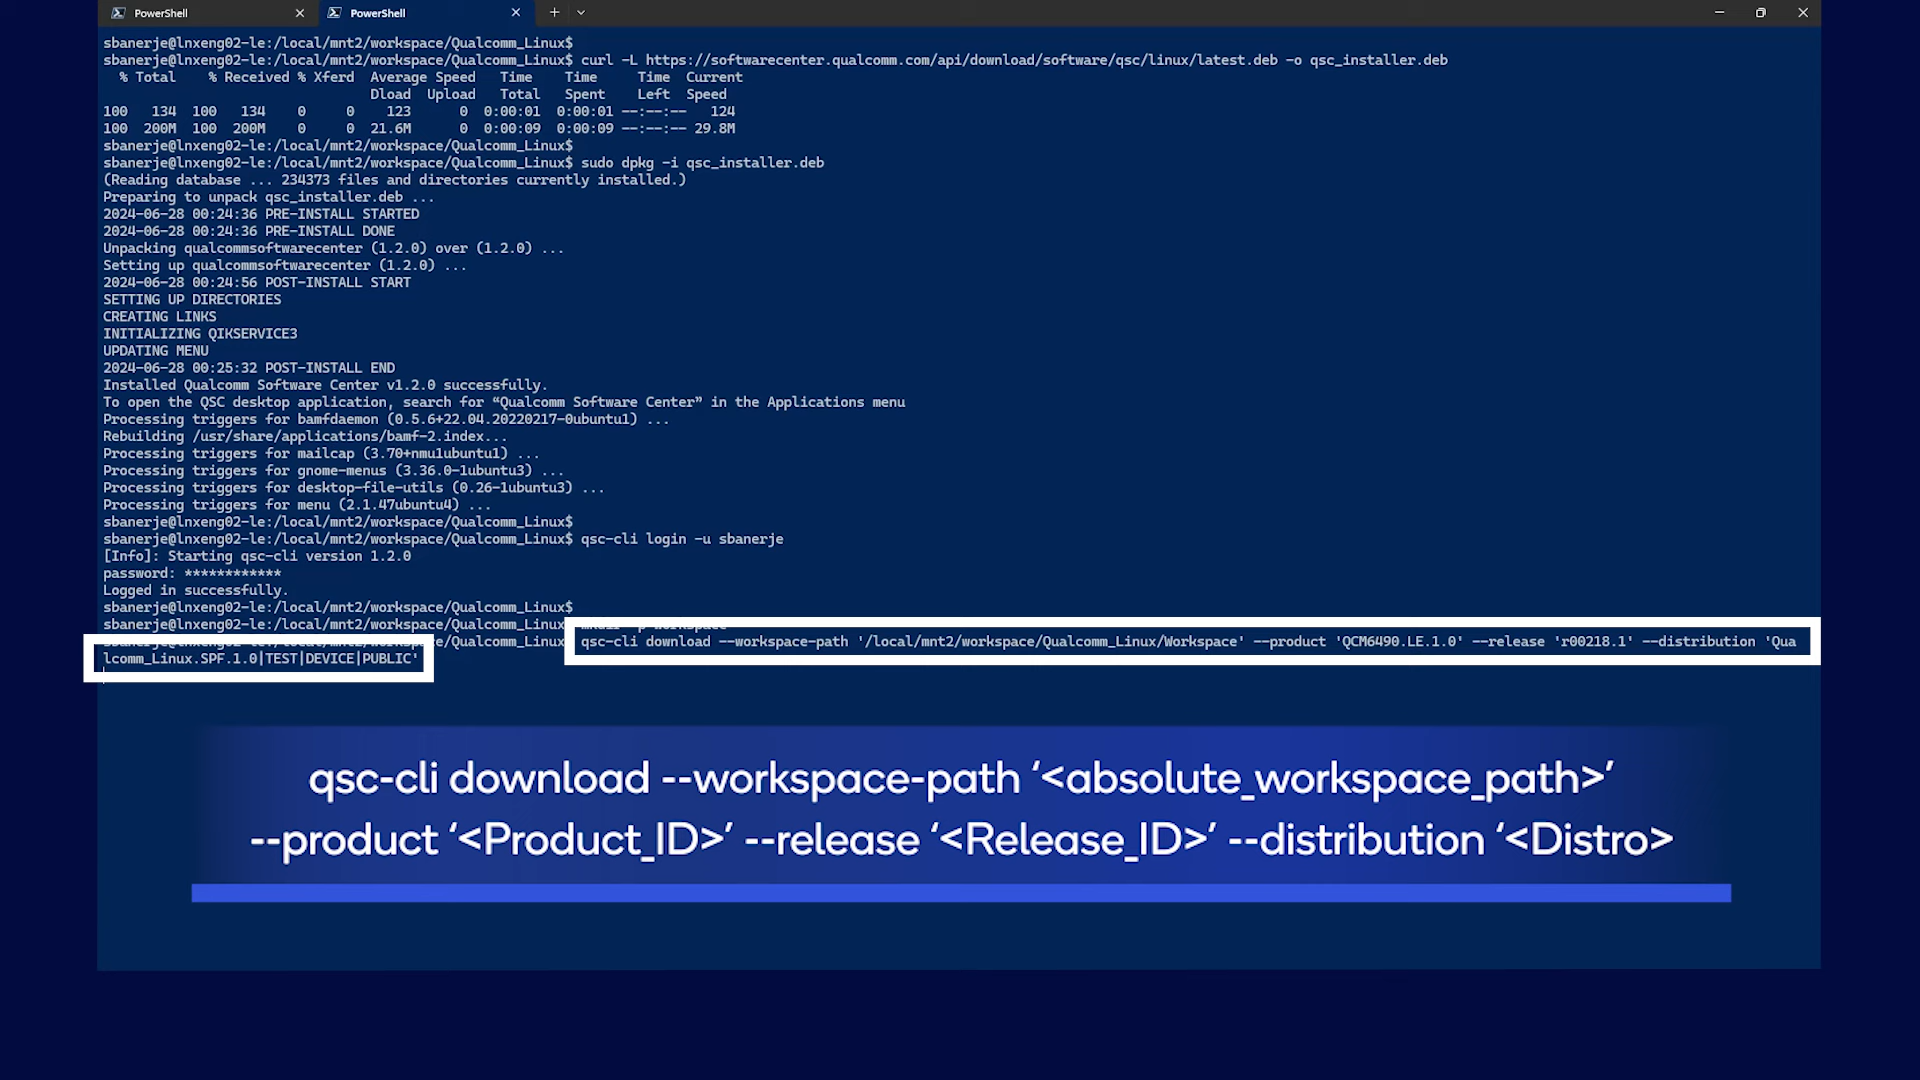 PowerShell
PowerShell
sbanerje@lnxeng02-le:/local/mnt2/workspace/Qualcomm_Linux$
sbanerje@lnxeng02-le:/local/mnt2/workspace/Qualcomm_Linux$ curl -L https://softwarecenter.qualcomm.com/api/download/software/qsc/linux/latest.deb -o qsc_installer.deb
% Total % Received % Xferd Average Speed Time Time Time Current
Dload Upload Total Spent Left Speed
100 134 100 134 0 0 123 0 0:00:01 0:00:01 --:--:-- 124
100 200M 100 200M 0 0 21.6M 0 0:00:09 0:00:09 --:--:-- 29.8M
sbanerje@lnxeng02-le:/local/mnt2/workspace/Qualcomm_Linux$
sbanerje@lnxeng02-le:/local/mnt2/workspace/Qualcomm_Linux$ sudo dpkg -i qsc_installer.deb
(Reading database ... 234373 files and directories currently installed.)
Preparing to unpack qsc_installer.deb ...
2024-06-28 00:24:36 PRE-INSTALL STARTED
2024-06-28 00:24:36 PRE-INSTALL DONE
Unpacking qualcommsoftwarecenter (1.2.0) over (1.2.0) ...
Setting up qualcommsoftwarecenter (1.2.0) ...
2024-06-28 00:24:56 POST-INSTALL START
SETTING UP DIRECTORIES
CREATING LINKS
INITIALIZING QIKSERVICE3
UPDATING MENU
2024-06-28 00:25:32 POST-INSTALL END
Installed Qualcomm Software Center v1.2.0 successfully.
To open the QSC desktop application, search for “Qualcomm Software Center” in the Applications menu
Processing triggers for bamfdaemon (0.5.6+22.04.20220217-0ubuntu1) ...
Rebuilding /usr/share/applications/bamf-2.index...
Processing triggers for mailcap (3.70+nmu1ubuntu1) ...
Processing triggers for gnome-menus (3.36.0-1ubuntu3) ...
Processing triggers for desktop-file-utils (0.26-1ubuntu3) ...
Processing triggers for menu (2.1.47ubuntu4) ...
sbanerje@lnxeng02-le:/local/mnt2/workspace/Qualcomm_Linux$
sbanerje@lnxeng02-le:/local/mnt2/workspace/Qualcomm_Linux$ qsc-cli login -u sbanerje
[Info]: Starting qsc-cli version 1.2.0
password: ************
Logged in successfully.
sbanerje@lnxeng02-le:/local/mnt2/workspace/Qualcomm_Linux$
sbanerje@lnxeng02-le:/local/mnt2/workspace/Qualcomm_Linux
sbanerje@lnxeng02-le:/local/mnt2/workspace/Qualcomm_Linux qsc-cli download --workspace-path '/local/mnt2/workspace/Qualcomm_Linux/Workspace' --product 'QCM6490.LE.1.0' --release 'r00218.1' --distribution 'Qua
lcomm_Linux.SPF.1.0|TEST|DEVICE|PUBLIC'
qsc-cli download --workspace-path ‘<absolute_workspace_path>’
--product ‘<Product_ID>’ --release ‘<Release_ID>’ --distribution ‘<Distro>